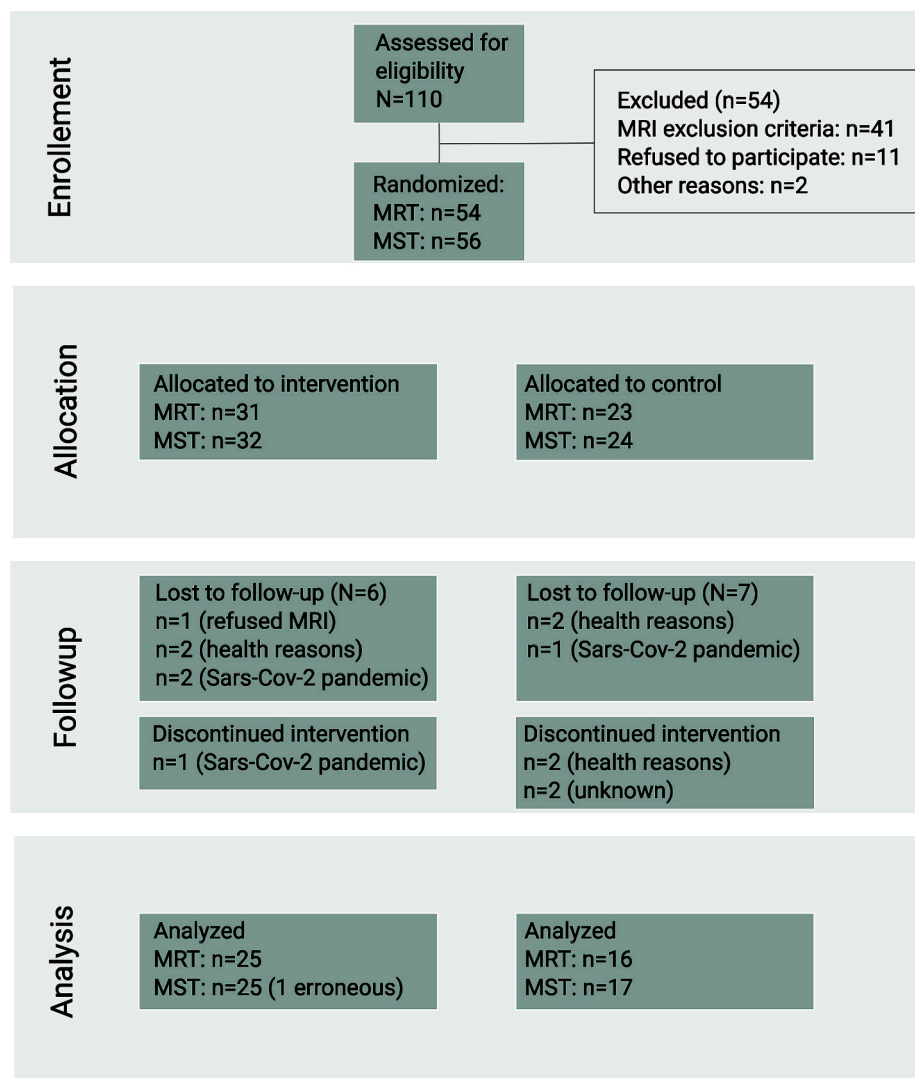 Enrollement
Assessed for
eligibility
N=110
Excluded (n=54)
MRI exclusion criteria: n=41
Refused to participate: n=11
Other reasons: n=2
Randomized:
MRT: n=54
MST: n=56
Allocation
Allocated to intervention
MRT: n=31
MST: n=32
Allocated to control
MRT: n=23
MST: n=24
Followup
Lost to follow-up (N=6)
n=1 (refused MRI)
n=2 (health reasons)
n=2 (Sars-Cov-2 pandemic)
Lost to follow-up (N=7)
n=2 (health reasons)
n=1 (Sars-Cov-2 pandemic)
Discontinued intervention
n=1 (Sars-Cov-2 pandemic)
Discontinued intervention
n=2 (health reasons)
n=2 (unknown)
Analysis
Analyzed
MRT: n=25
MST: n=25 (1 erroneous)
Analyzed
MRT: n=16
MST: n=17